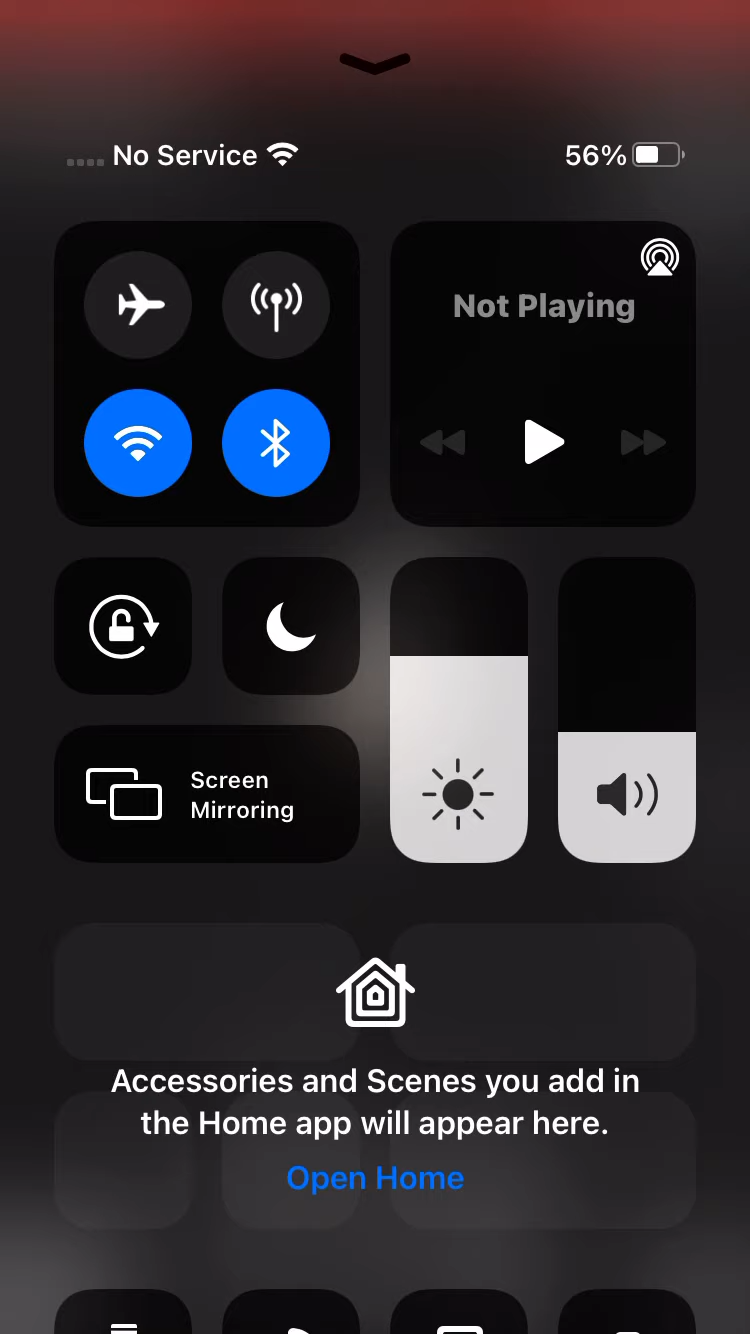 No Service
56%
Not Playing
Screen
Mirroring
Accessories and Scenes you add in
the Home app will appear here.
Open Home